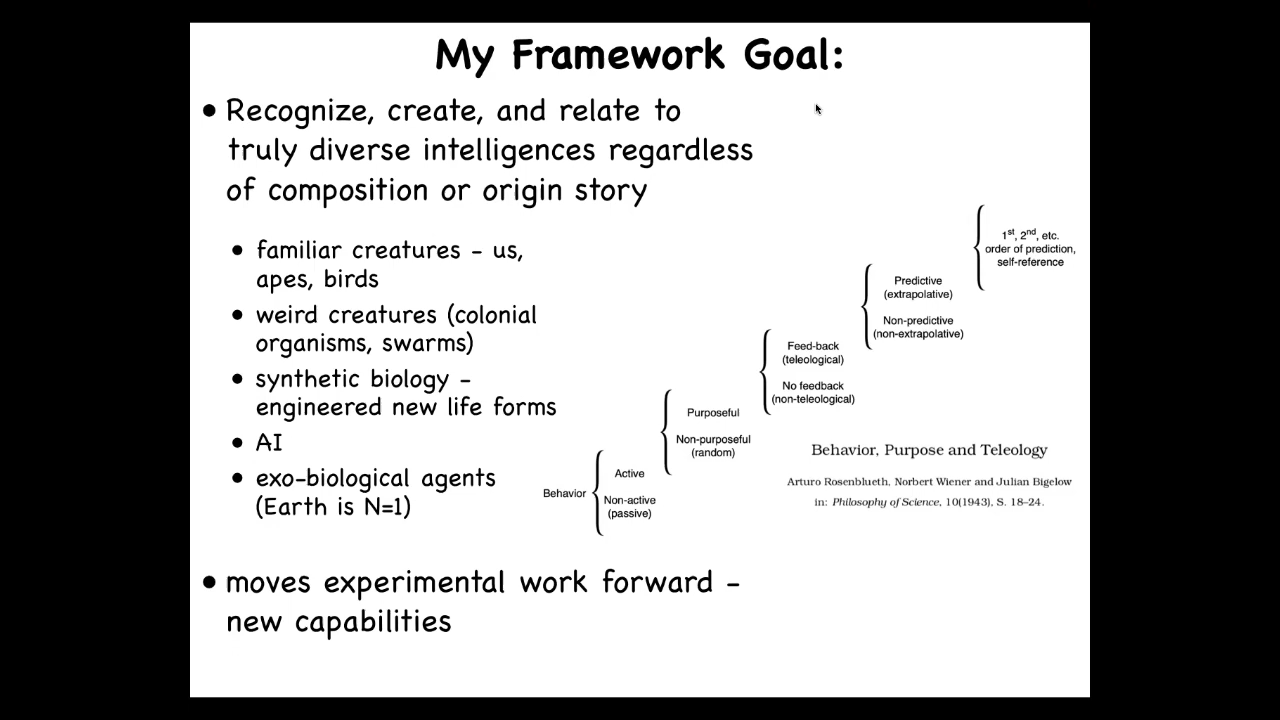 My Framework Goal:
• Recognize, create, and relate to
truly diverse intelligences regardless
of composition or origin story
• familiar creatures - us,
apes, birds
• weird creatures (colonial
organisms, swarms)
• synthetic biology -
engineered new life forms
• AI
• exo-biological agents
(Earth is N=1)
• moves experimental work forward -
new capabilities
1st, 2nd, etc.
order of prediction,
self-reference
Predictive
(extrapolative)
Non-predictive
(non-extrapolative)
Feed-back
(teleological)
No feedback
(non-teleological)
Purposeful
Non-purposeful
(random)
Active
Behavior
Non-active
(passive)
Behavior, Purpose and Teleology
Arturo Rosenblueth, Norbert Wiener and Julian Bigelow
in: Philosophy of Science, 10(1943), S. 18–24.